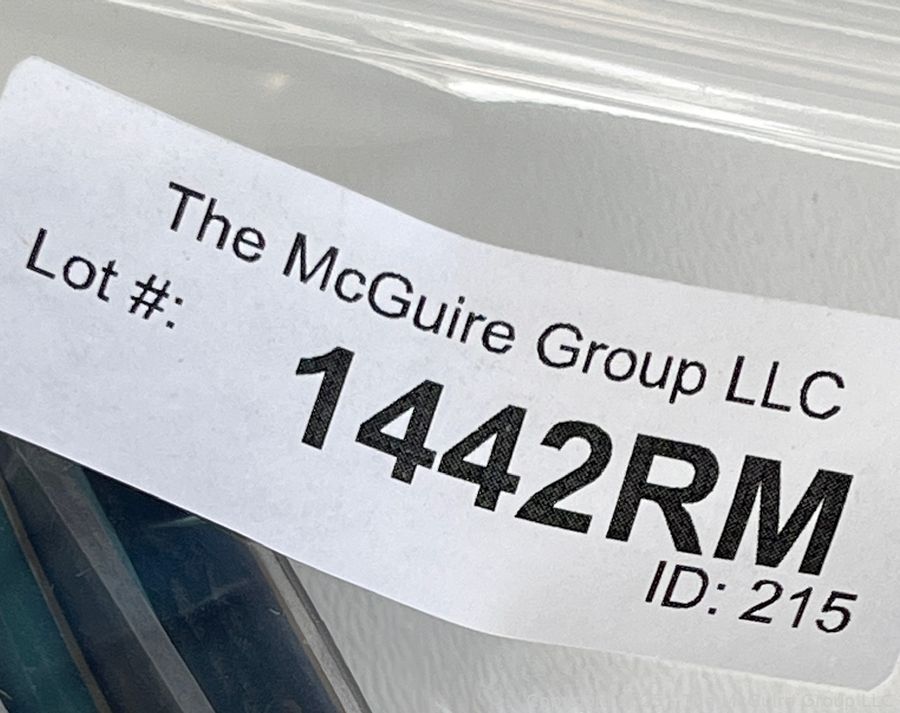 The McGuire Group LLC
Lot #:
1442RM
ID: 215